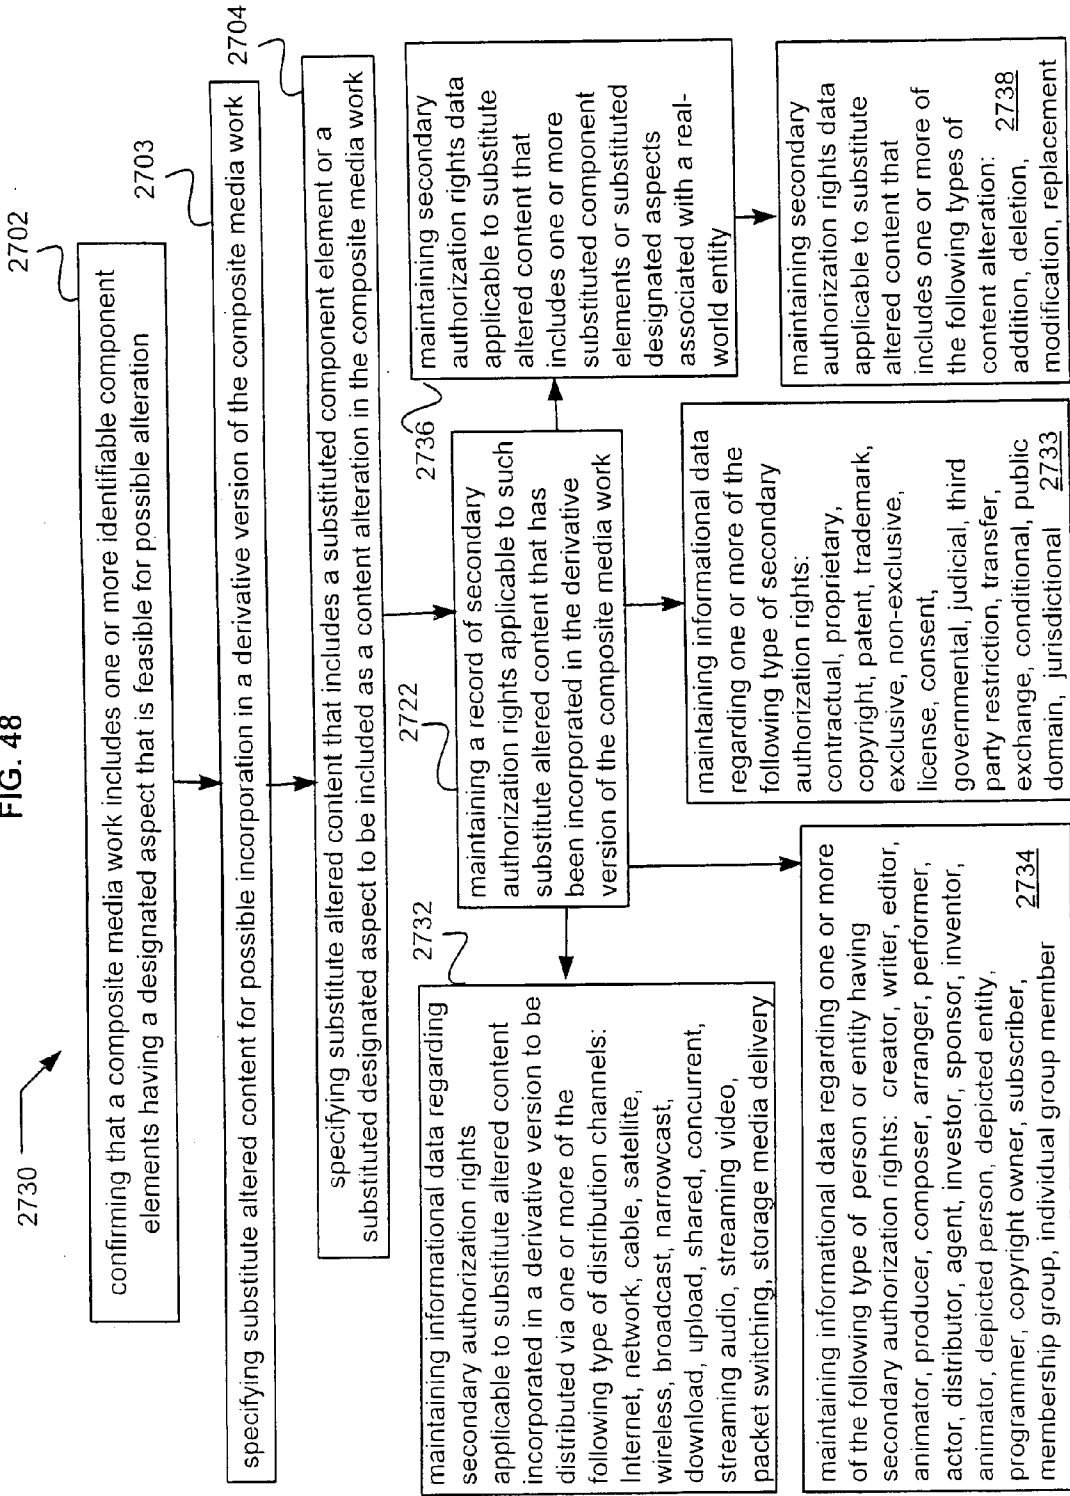 FIG. 48
2730
2702
confirming that a composite media work includes one or more identifiable component
elements having a designated aspect that is feasible for possible alteration
2703
specifying substitute altered content for possible incorporation in a derivative version of the composite media work
2704
specifying substitute altered content that includes a substituted component element or a
substituted designated aspect to be included as a content alteration in the composite media work
2732
maintaining informational data regarding
secondary authorization rights
applicable to substitute altered content
incorporated in a derivative version to be
distributed via one or more of the
following type of distribution channels:
Internet, network, cable, satellite,
wireless, broadcast, narrowcast,
download, upload, shared, concurrent,
streaming audio, streaming video,
packet switching, storage media delivery
2722
maintaining a record of secondary
authorization rights applicable to such
substitute altered content that has
been incorporated in the derivative
version of the composite media work
2736
maintaining secondary
authorization rights data
applicable to substitute
altered content that
includes one or more
substituted component
elements or substituted
designated aspects
associated with a real-
world entity
maintaining informational data regarding one or more
of the following type of person or entity having
secondary authorization rights: creator, writer, editor,
animator, producer, composer, arranger, performer,
actor, distributor, agent, investor, sponsor, inventor,
animator, depicted person, depicted entity,
programmer, copyright owner, subscriber,
membership group, individual group member 2734
maintaining informational data
regarding one or more of the
following type of secondary
authorization rights:
contractual, proprietary,
copyright, patent, trademark,
exclusive, non-exclusive,
license, consent,
governmental, judicial, third
party restriction, transfer,
exchange, conditional, public
domain, jurisdictional 2733
maintaining secondary
authorization rights data
applicable to substitute
altered content that
includes one or more of
the following types of
content alteration:
addition, deletion, 2738
modification, replacement